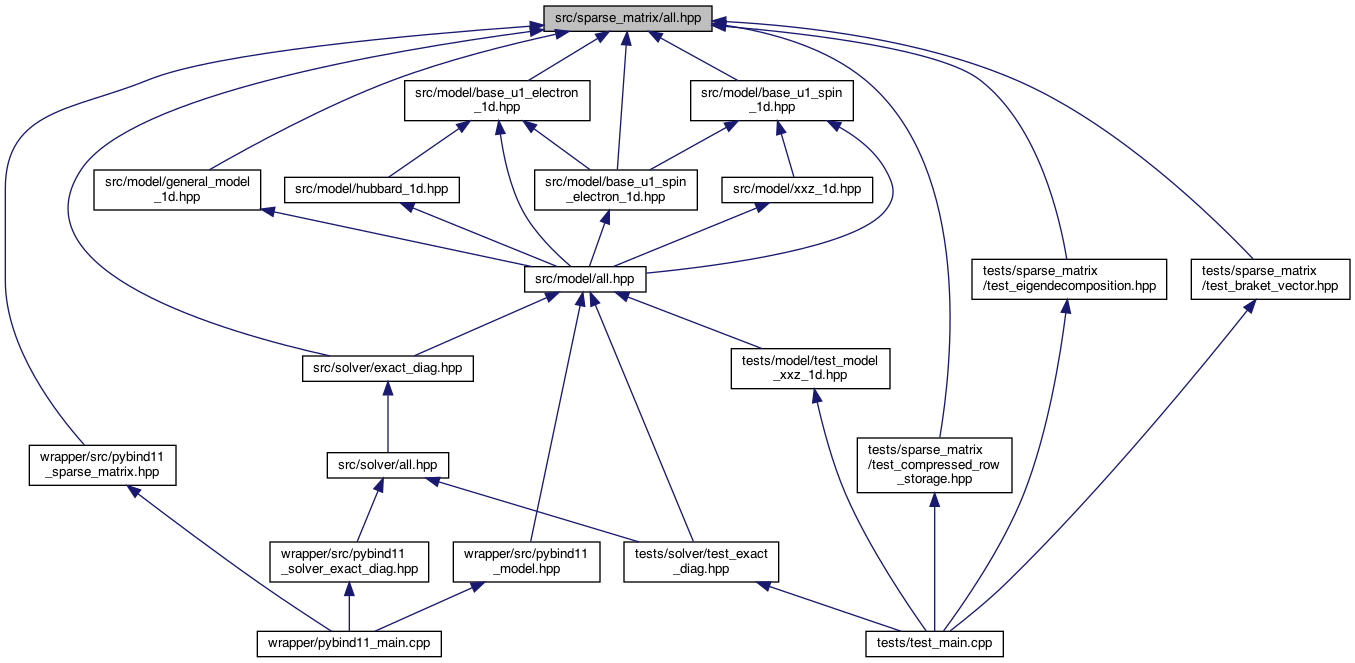 src/sparse_matrix/all.hpp
src/model/base_u1_electron
_1d.hpp
src/model/base_u1_spin
_1d.hpp
src/model/general_model
_1d.hpp
src/model/hubbard_1d.hpp
src/model/base_u1_spin
_electron_1d.hpp
src/model/xxz_1d.hpp
src/model/all.hpp
tests/sparse_matrix
/test_eigendecomposition.hpp
tests/sparse_matrix
/test_braket_vector.hpp
src/solver/exact_diag.hpp
tests/model/test_model
_xxz_1d.hpp
wrapper/src/pybind11
_sparse_matrix.hpp
src/solver/all.hpp
tests/sparse_matrix
/test_compressed_row
_storage.hpp
wrapper/src/pybind11
_solver_exact_diag.hpp
wrapper/src/pybind11
_model.hpp
tests/solver/test_exact
_diag.hpp
wrapper/pybind11_main.cpp
tests/test_main.cpp